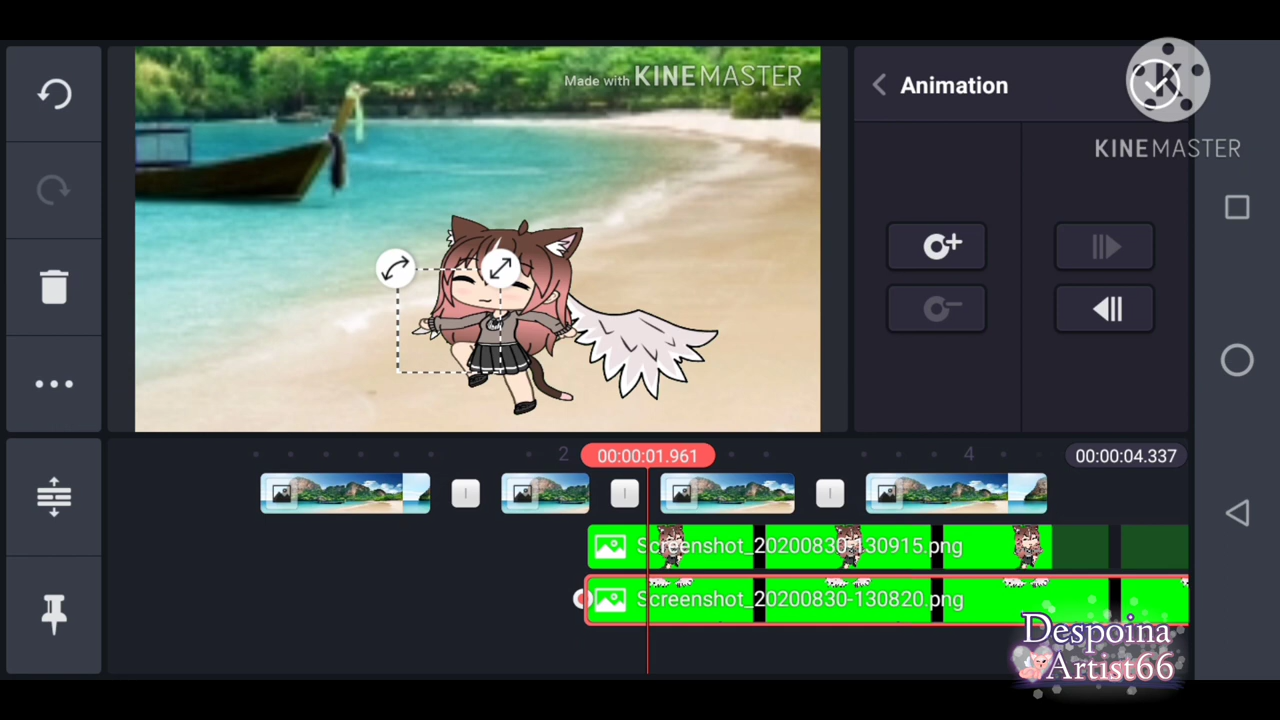 Made with KINEMASTER
Animation
KINEMASTER
2
00:00:01.961
4
00:00:04.337
Screenshot_20200830-130915.png
Screenshot_20200830-130820.png
Despoina
Artist66